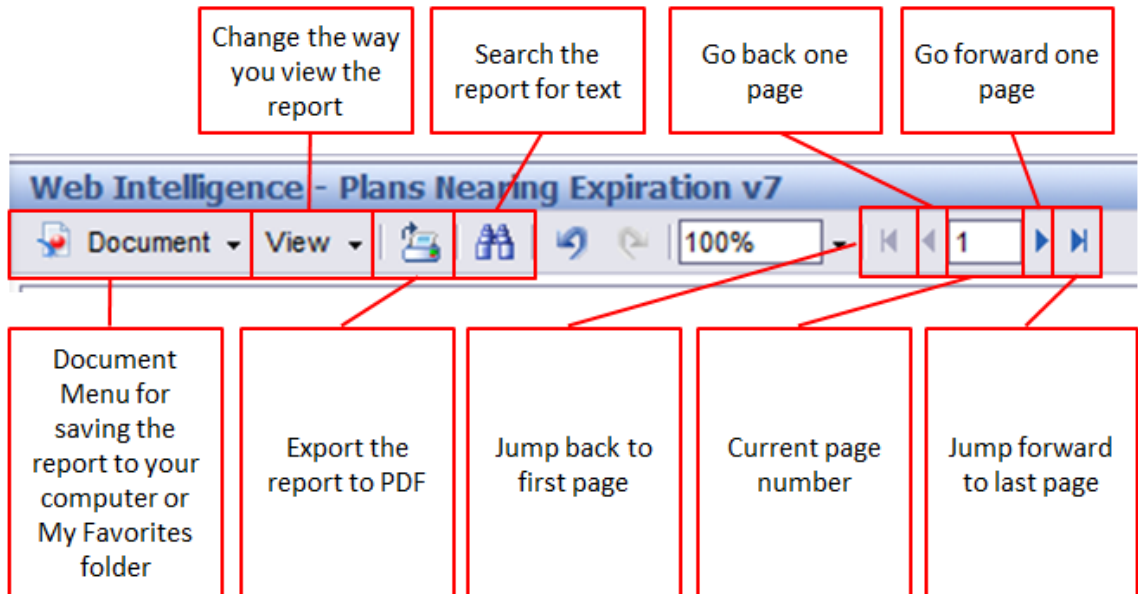 Change the way
you view the
report
Search the
report for text
Go back one
page
Go forward one
page
Web Intelligence - Plans Nearing Expiration v7
Document View 100% 1
Document
Menu for
saving the
report to your
computer or
My Favorites
folder
Export the
report to PDF
Jump back to
first page
Current page
number
Jump forward
to last page